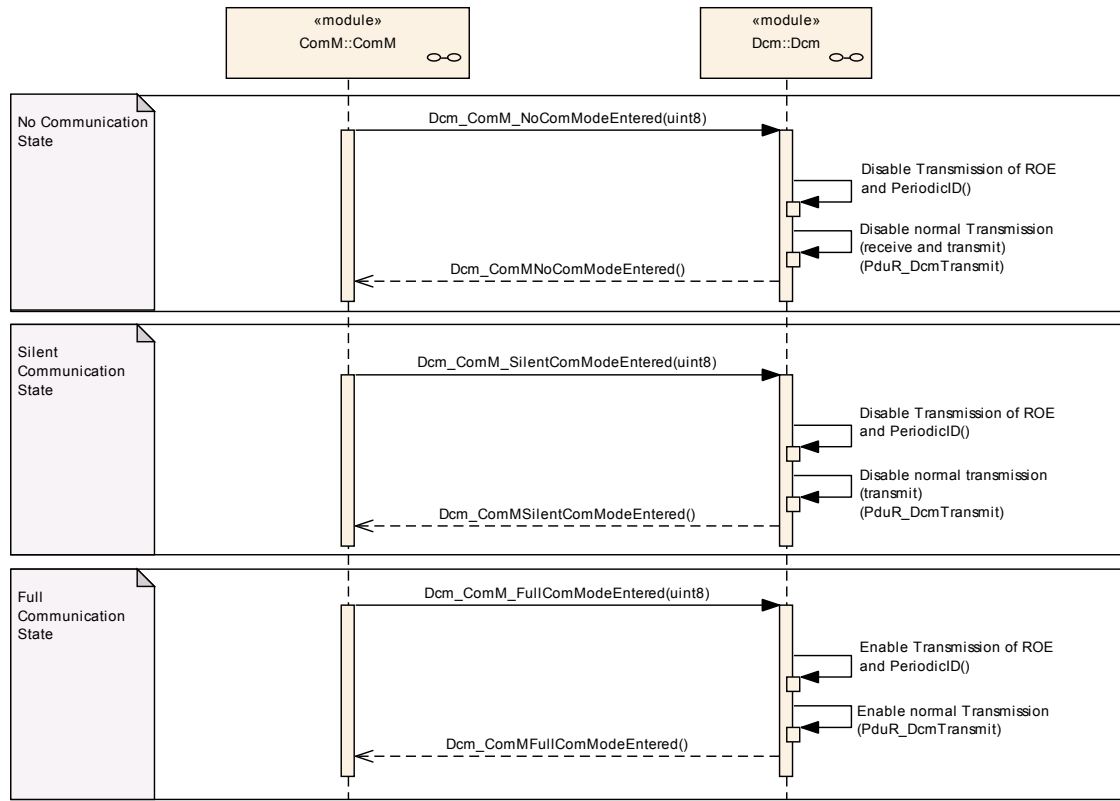 «module»
ComM::ComM
«module»
Dcm::Dcm
No Communication
State
Dcm_ComM_NoComModeEntered(uint8)
Disable Transmission of ROE
and PeriodicID()
Disable normal Transmission
(receive and transmit)
(PduR_DcmTransmit)
Dcm_ComMNoComModeEntered()
Silent
Communication
State
Dcm_ComM_SilentComModeEntered(uint8)
Disable Transmission of ROE
and PeriodicID()
Disable normal transmission
(transmit)
(PduR_DcmTransmit)
Dcm_ComMSilentComModeEntered()
Full
Communication
State
Dcm_ComM_FullComModeEntered(uint8)
Enable Transmission of ROE
and PeriodicID()
Enable normal Transmission
(PduR_DcmTransmit)
Dcm_ComMFullComModeEntered()